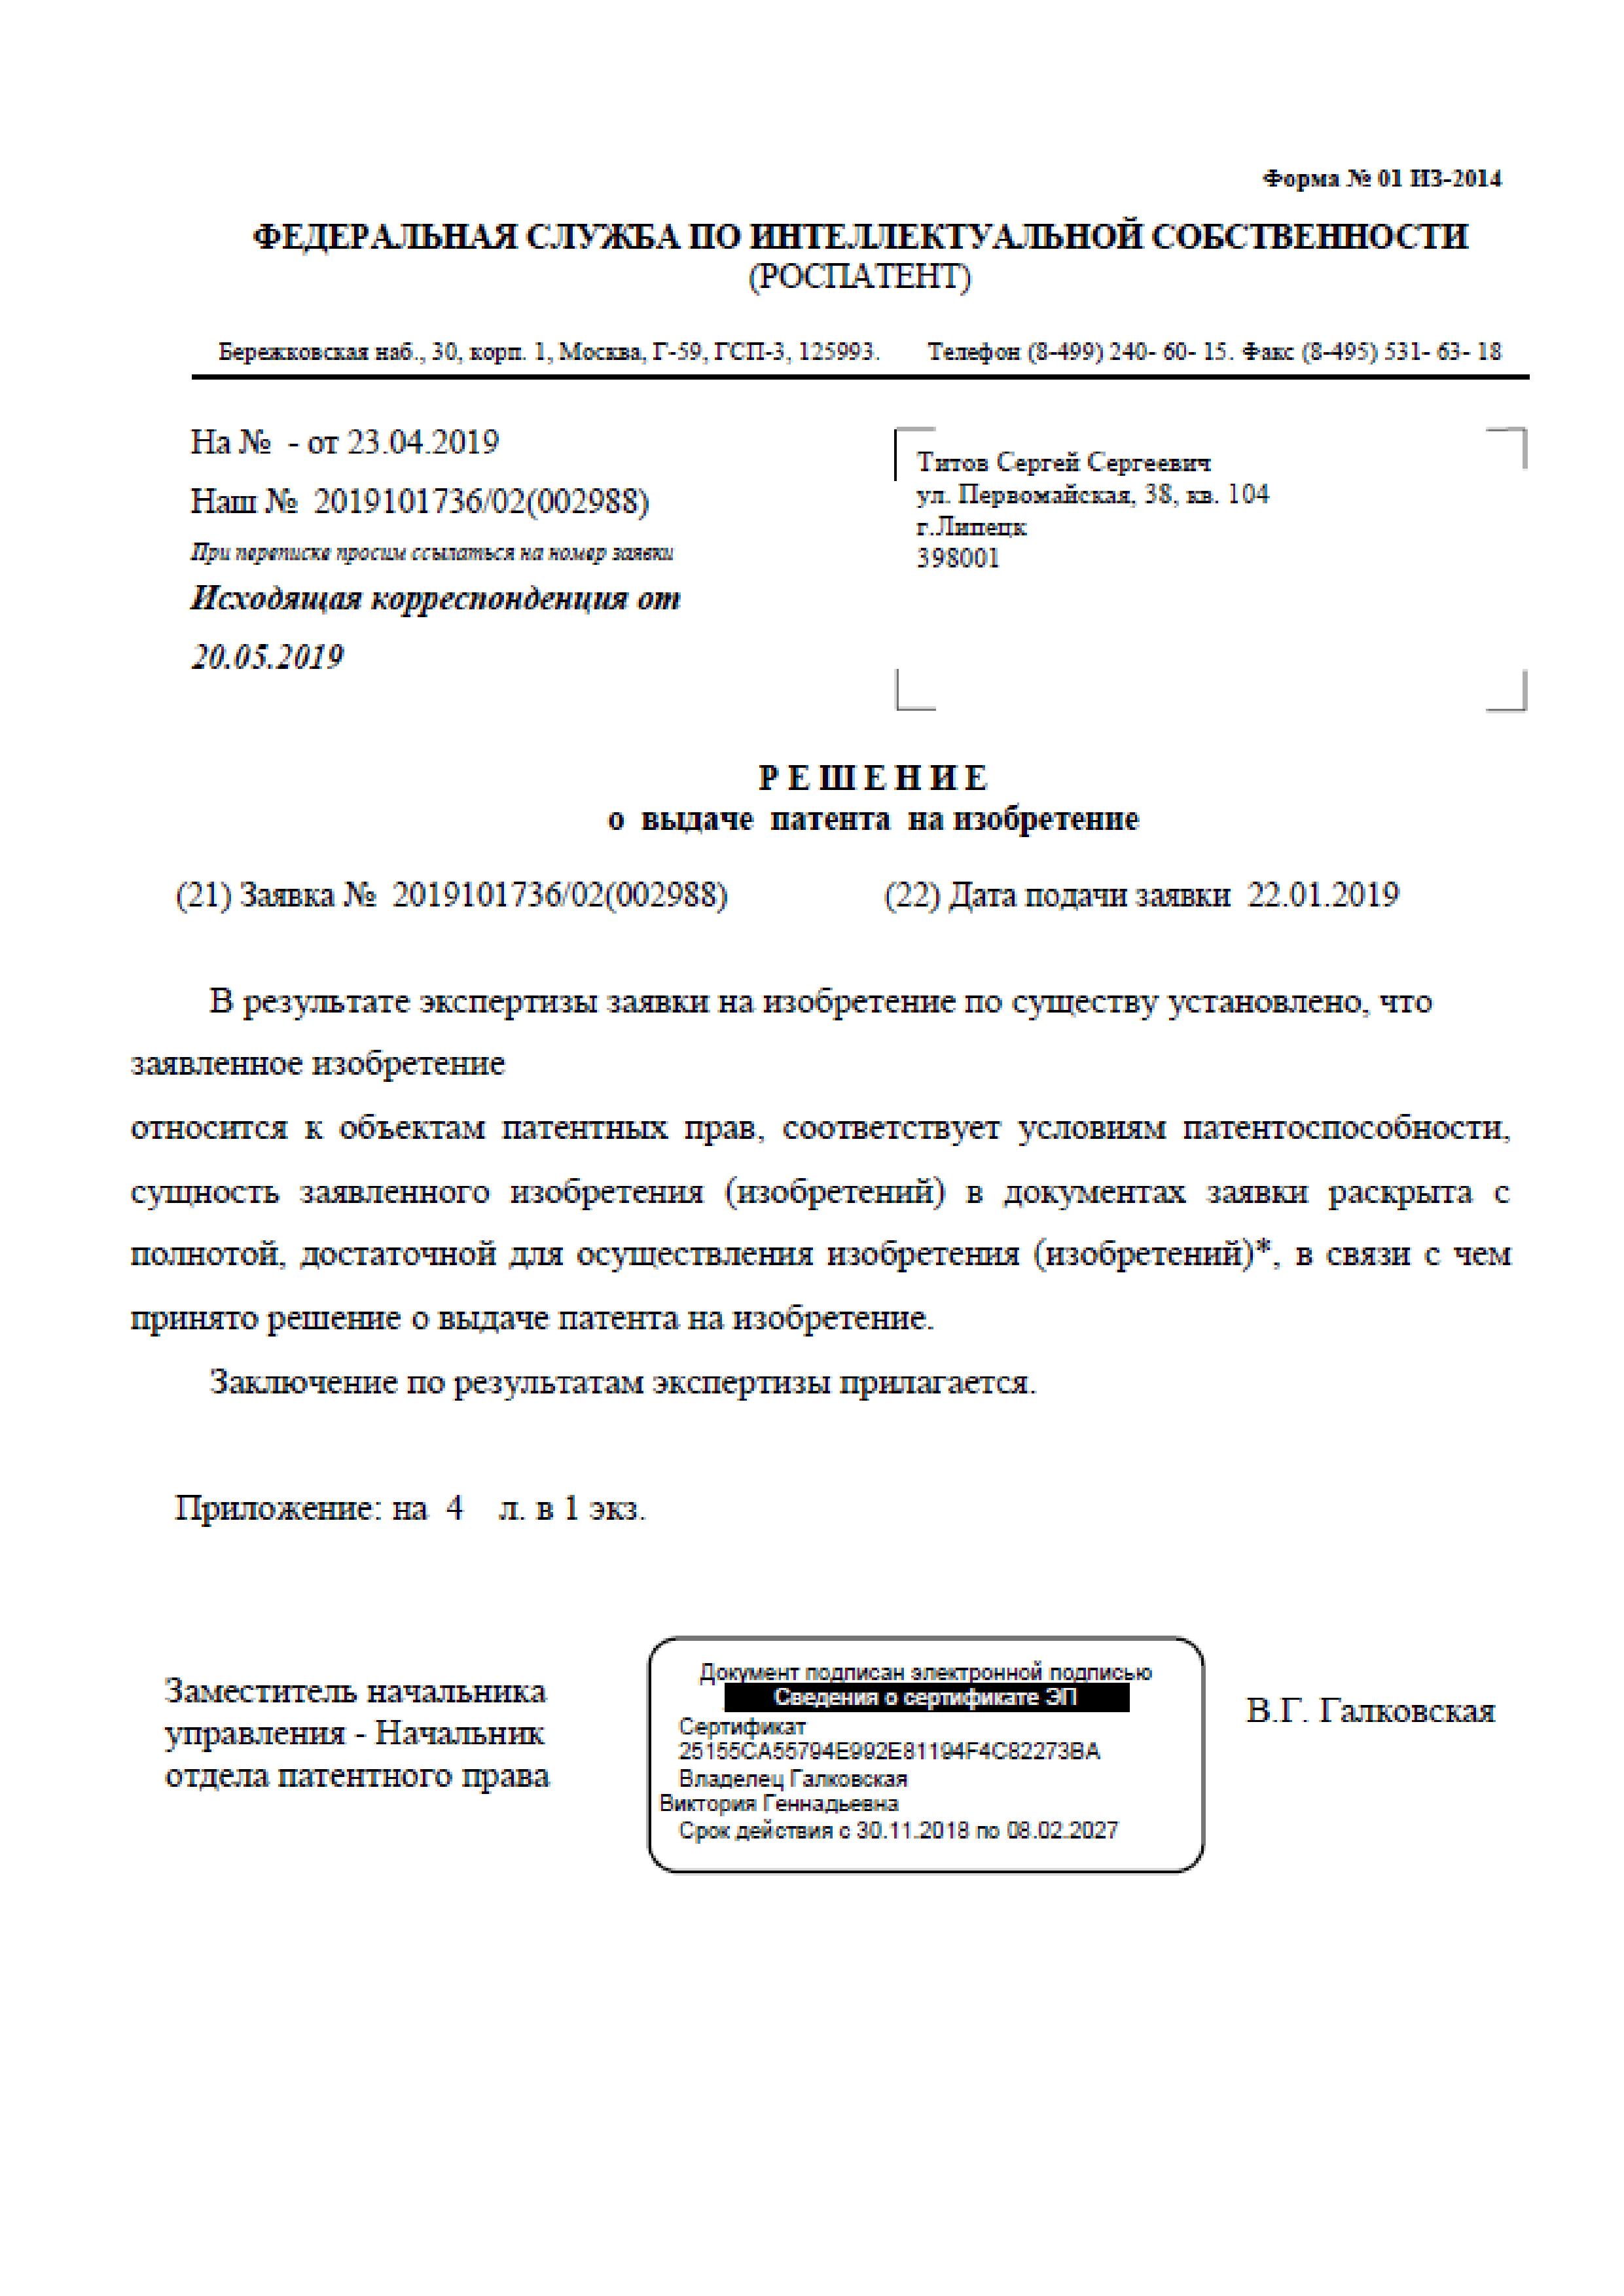 Форма № 01 ИЗ-2014
ФЕДЕРАЛЬНАЯ СЛУЖБА ПО ИНТЕЛЛЕКТУАЛЬНОЙ СОБСТВЕННОСТИ
(РОСПАТЕНТ)
Бережковская наб., 30, корп. 1, Москва, Г-59, ГСП-3, 125993. Телефон (8-499) 240- 60- 15. Факс (8-495) 531- 63- 18
На № - от 23.04.2019
Наш № 2019101736/02(002988)
При переписке просим ссылаться на номер заявки
Исходящая корреспонденция от
20.05.2019
Титов Сергей Сергеевич
ул. Первомайская, 38, кв. 104
г.Липецк
398001
Р Е Ш Е Н И Е
о выдаче патента на изобретение
(21) Заявка № 2019101736/02(002988) (22) Дата подачи заявки 22.01.2019
В результате экспертизы заявки на изобретение по существу установлено, что
заявленное изобретение
относится к объектам патентных прав, соответствует условиям патентоспособности,
сущность заявленного изобретения (изобретений) в документах заявки раскрыта с
полнотой, достаточной для осуществления изобретения (изобретений)*, в связи с чем
принято решение о выдаче патента на изобретение.
Заключение по результатам экспертизы прилагается.
Приложение: на 4 л. в 1 экз.
Заместитель начальника
управления - Начальник
отдела патентного права
Документ подписан электронной подписью
Сведения о сертификате ЭП
Сертификат
25155CA55794E992E81194F4C82273BA
Владелец Галковская
Виктория Геннадьевна
Срок действия с 30.11.2018 по 08.02.2027
В.Г. Галковская